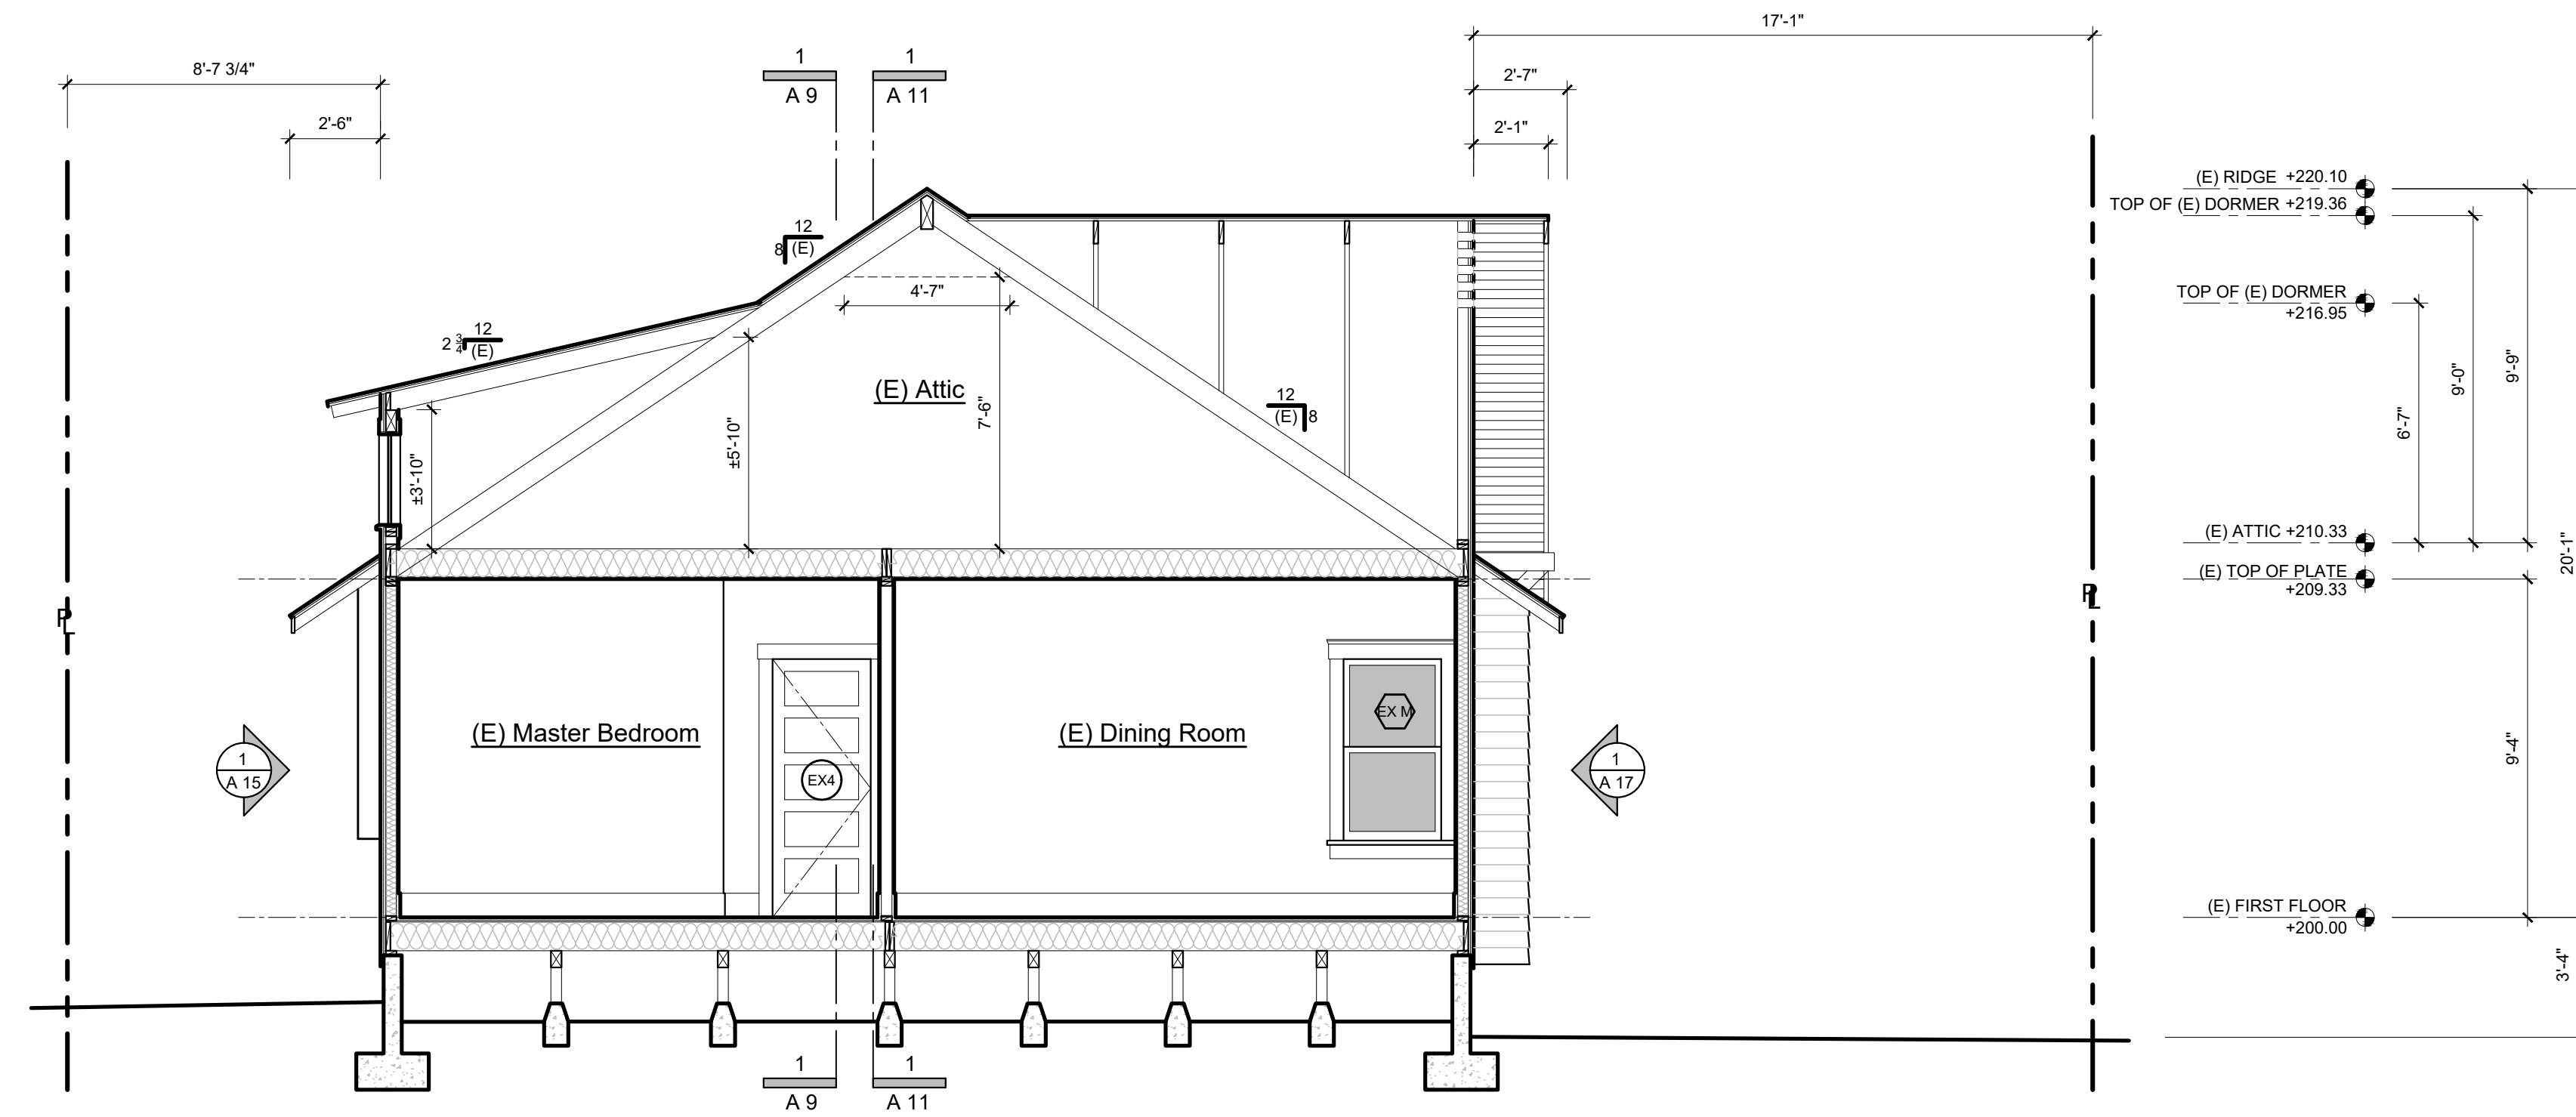 17'-1"
8'-7 3/4"
1
1
A 9
A 11
2'-7"
2'-6"
2'-1"
(E) RIDGE +220.10
TOP OF (E) DORMER +219.36
12
8
(E)
4'-7"
TOP OF (E) DORMER
+216.95
12
2 3/4
(E)
(E) Attic
12
(E)
8
±3'-10"
±5'-10"
7'-6"
6'-7"
9'-0"
9'-9"
(E) ATTIC +210.33
20'-1"
(E) TOP OF PLATE
+209.33
PL
PL
EX M
(E) Master Bedroom
(E) Dining Room
9'-4"
1
A 15
EX4
1
A 17
(E) FIRST FLOOR
+200.00
3'-4"
1
1
A 9
A 11